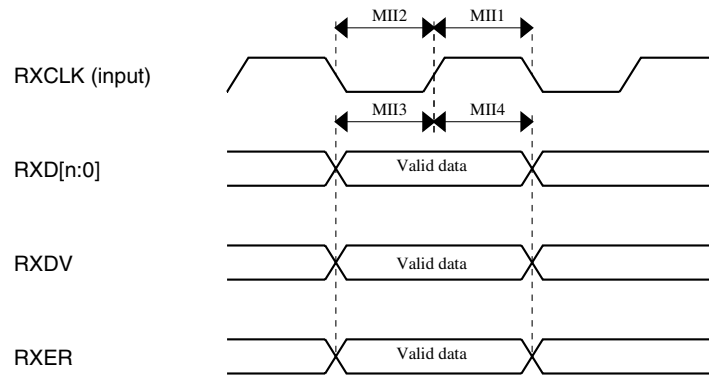 MII2 MII1
RXCLK (input)
MII3 MII4
RXD[n:0] Valid data
RXDV Valid data
RXER Valid data